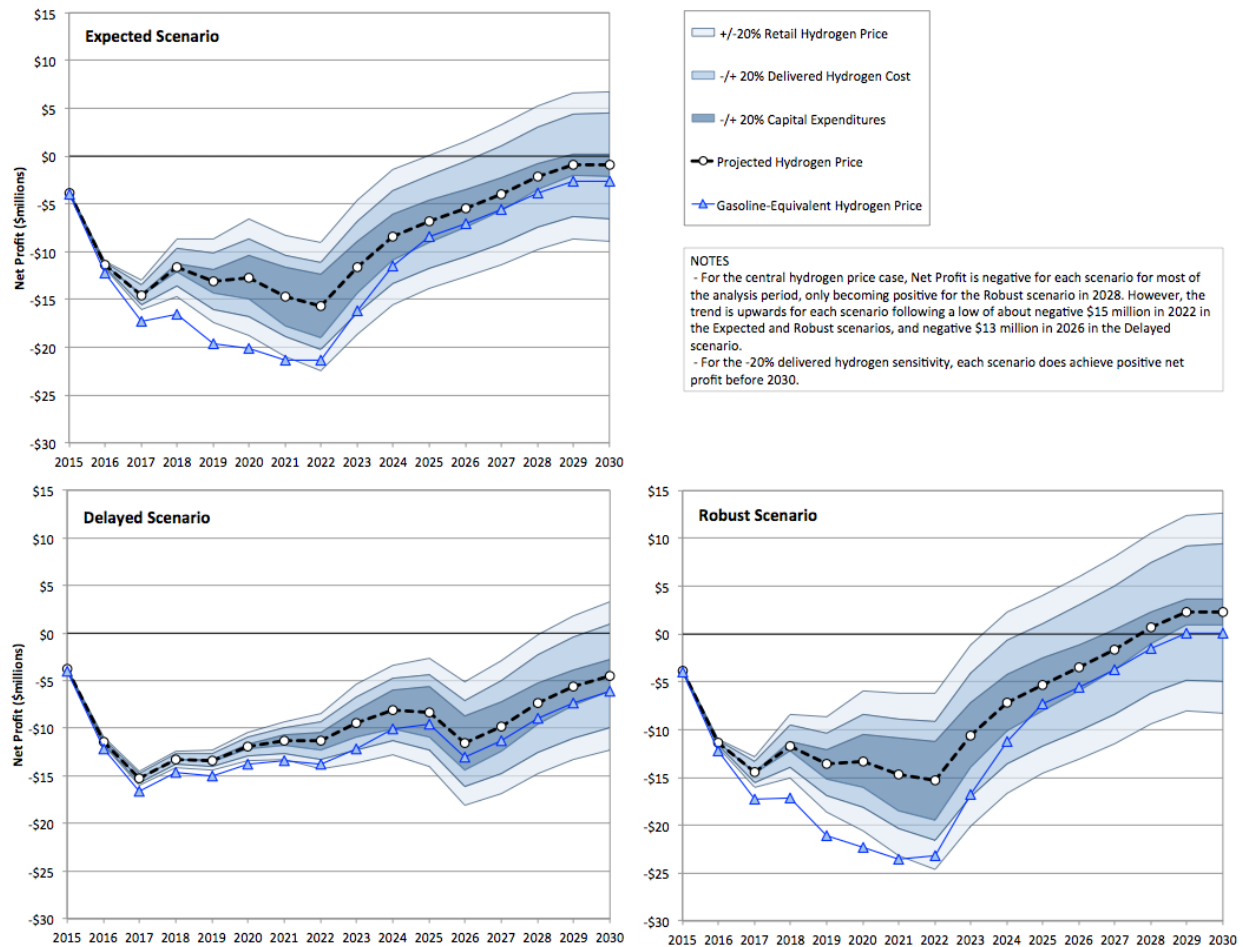 Expected Scenario
$15
$10
$5
$0
-$5
-$10
-$15
-$20
-$25
-$30
Net Profit ($millions)
2015 2016 2017 2018 2019 2020 2021 2022 2023 2024 2025 2026 2027 2028 2029 2030
+/-20% Retail Hydrogen Price
-/+ 20% Delivered Hydrogen Cost
-/+ 20% Capital Expenditures
Projected Hydrogen Price
Gasoline-Equivalent Hydrogen Price
NOTES
- For the central hydrogen price case, Net Profit is negative for each scenario for most of
the analysis period, only becoming positive for the Robust scenario in 2028. However, the
trend is upwards for each scenario following a low of about negative $15 million in 2022 in
the Expected and Robust scenarios, and negative $13 million in 2026 in the Delayed
scenario.
- For the -20% delivered hydrogen sensitivity, each scenario does achieve positive net
profit before 2030.
Delayed Scenario
$15
$10
$5
$0
-$5
-$10
-$15
-$20
-$25
-$30
Net Profit ($millions)
2015 2016 2017 2018 2019 2020 2021 2022 2023 2024 2025 2026 2027 2028 2029 2030
Robust Scenario
$15
$10
$5
$0
-$5
-$10
-$15
-$20
-$25
-$30
2015 2016 2017 2018 2019 2020 2021 2022 2023 2024 2025 2026 2027 2028 2029 2030